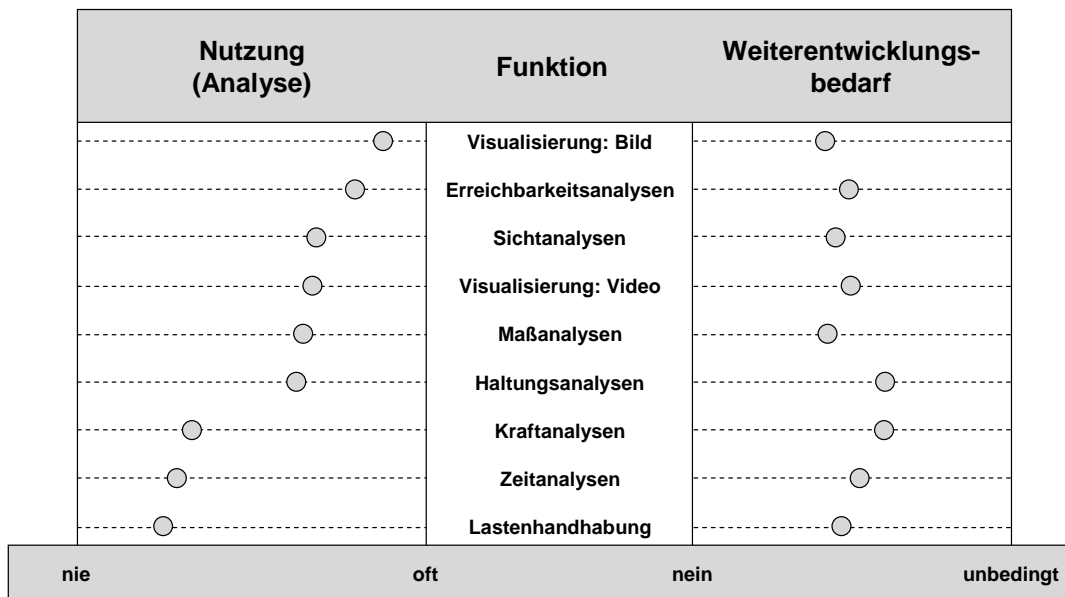 Nutzung
(Analyse)
Funktion
Weiterentwicklungs-
bedarf
Visualisierung: Bild
Erreichbarkeitsanalysen
Sichtanalysen
Visualisierung: Video
Maßanalysen
Haltungsanalysen
Kraftanalysen
Zeitanalysen
Lastenhandhabung
nie oft nein unbedingt